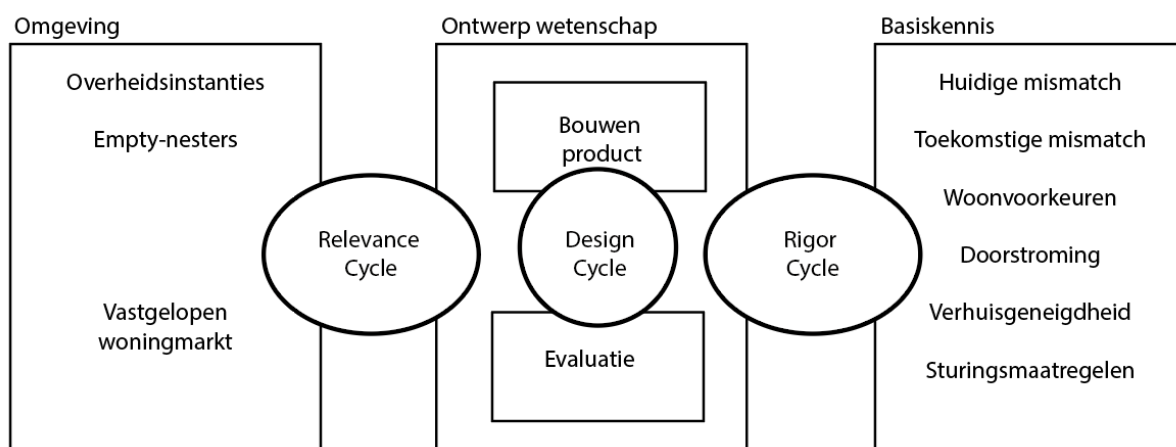 Omgeving
Overheidsinstanties
Empty-nesters
Vastgelopen
woningmarkt
Relevance
Cycle
Ontwerp wetenschap
Bouwen
product
Design
Cycle
Evaluatie
Rigor
Cycle
Basiskennis
Huidige mismatch
Toekomstige mismatch
Woonvoorkeuren
Doorstroming
Verhuisgeneigdheid
Sturingsmaatregelen